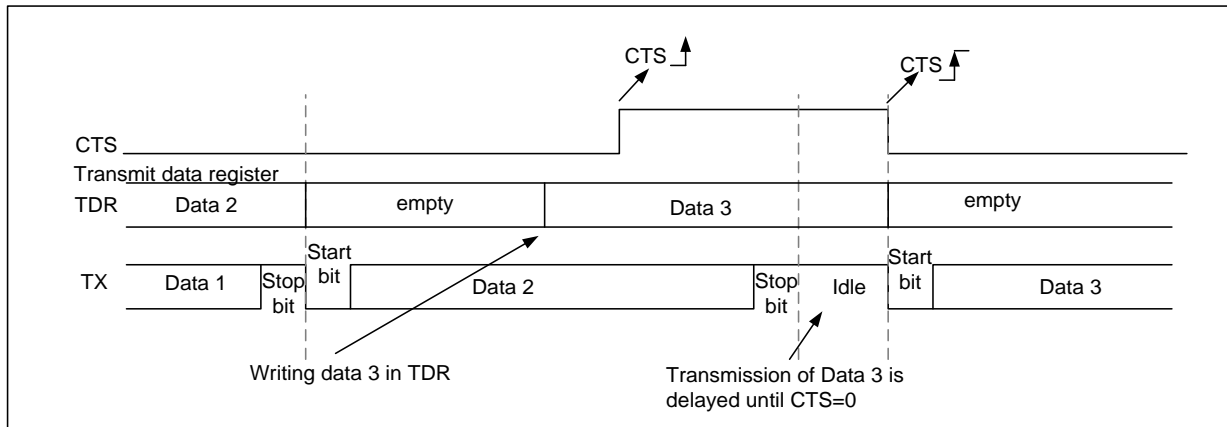 CTS
CTS
CTS
Transmit data register
TDR
Data 2
empty
Data 3
empty
TX
Data 1
Stop
bit
Start
bit
Data 2
Stop
bit
Idle
Start
bit
Data 3
Writing data 3 in TDR
Transmission of Data 3 is
delayed until CTS=0